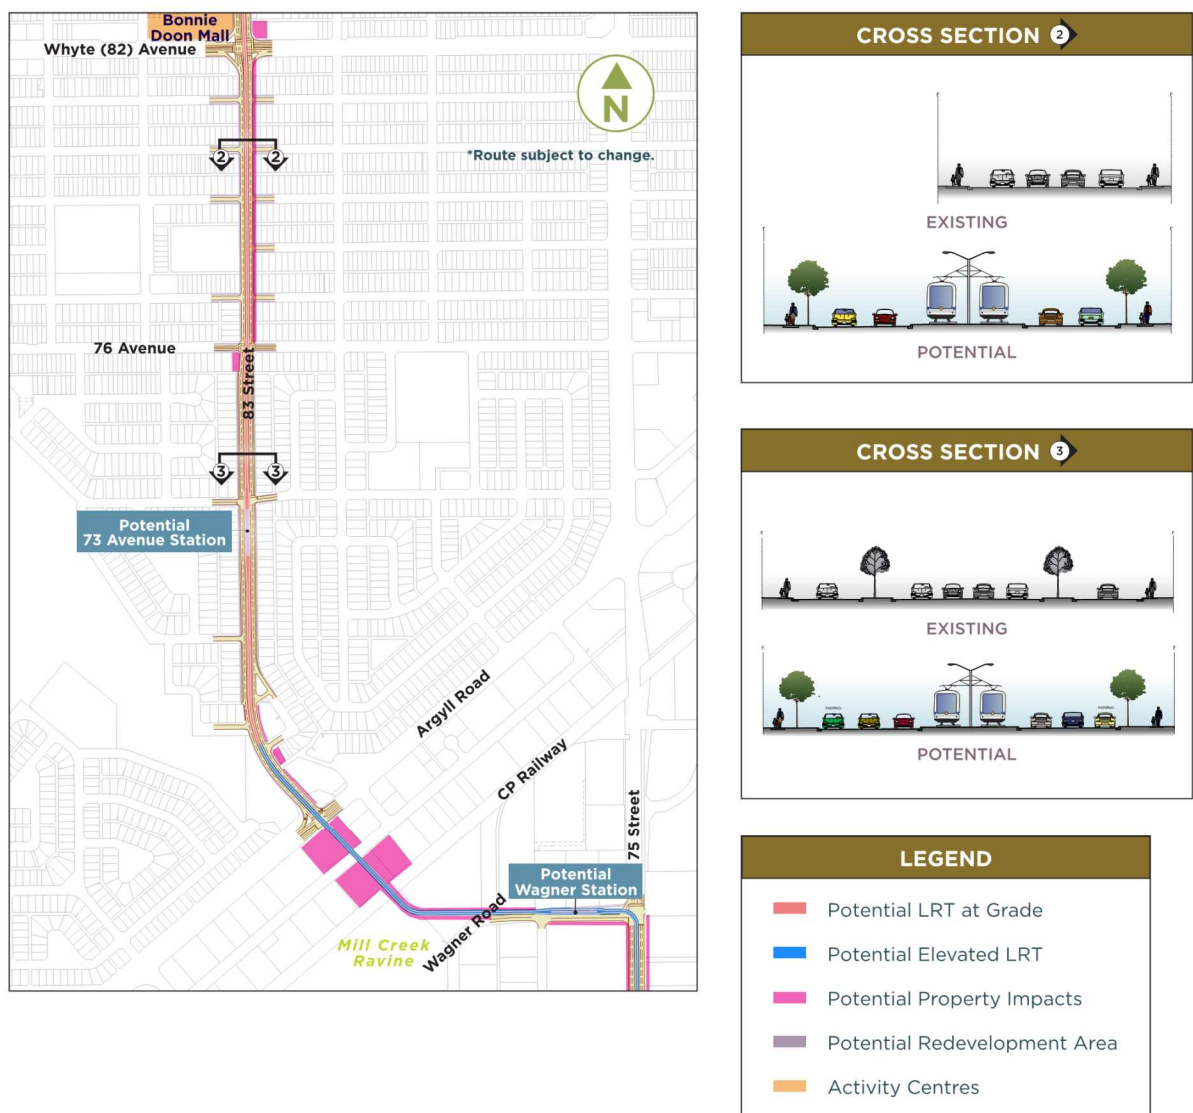 Bonnie
Doon Mall
Whyte (82) Avenue
N
2
2
*Route subject to change.
76 Avenue
83 Street
3
3
Potential
73 Avenue Station
Argyll Road
CP Railway
75 Street
Potential
Wagner Station
Wagner Road
Mill Creek
Ravine
CROSS SECTION 2
EXISTING
POTENTIAL
CROSS SECTION 3
EXISTING
PARKING
PARKING
POTENTIAL
LEGEND
Potential LRT at Grade
Potential Elevated LRT
Potential Property Impacts
Potential Redevelopment Area
Activity Centres